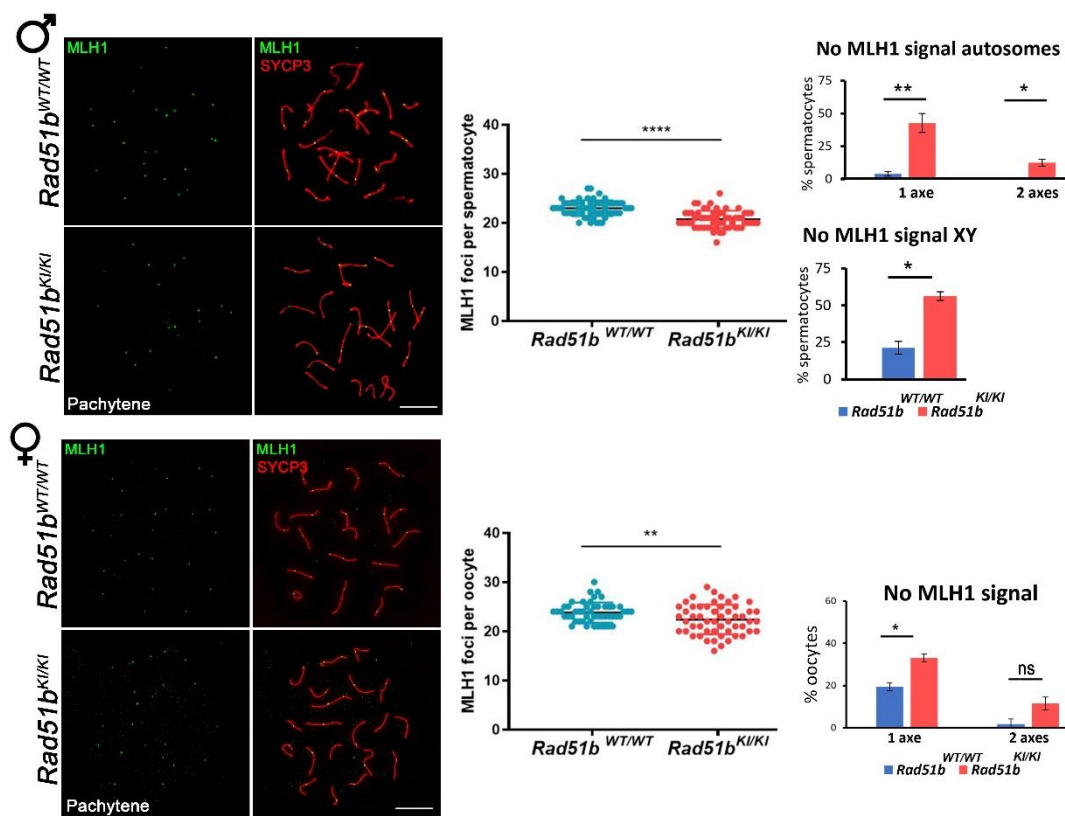 ♂
MLH1
MLH1
SYCP3
Rad51b WT/WT
Rad51b KI/KI
Pachytene
MLH1 foci per spermatocyte
40
30
20
10
0
****
Rad51b WT/WT
Rad51b KI/KI
No MLH1 signal autosomes
% spermatocytes
75
50
25
0
**
*
1 axe
2 axes
No MLH1 signal XY
% spermatocytes
75
50
25
0
*
WT/WT
KI/KI
Rad51b
Rad51b
♀
MLH1
MLH1
SYCP3
Rad51b WT/WT
Rad51b KI/KI
Pachytene
MLH1 foci per oocyte
40
30
20
10
0
**
Rad51b WT/WT
Rad51b KI/KI
No MLH1 signal
% oocytes
60
40
20
0
*
ns
1 axe
2 axes
WT/WT
KI/KI
Rad51b
Rad51b